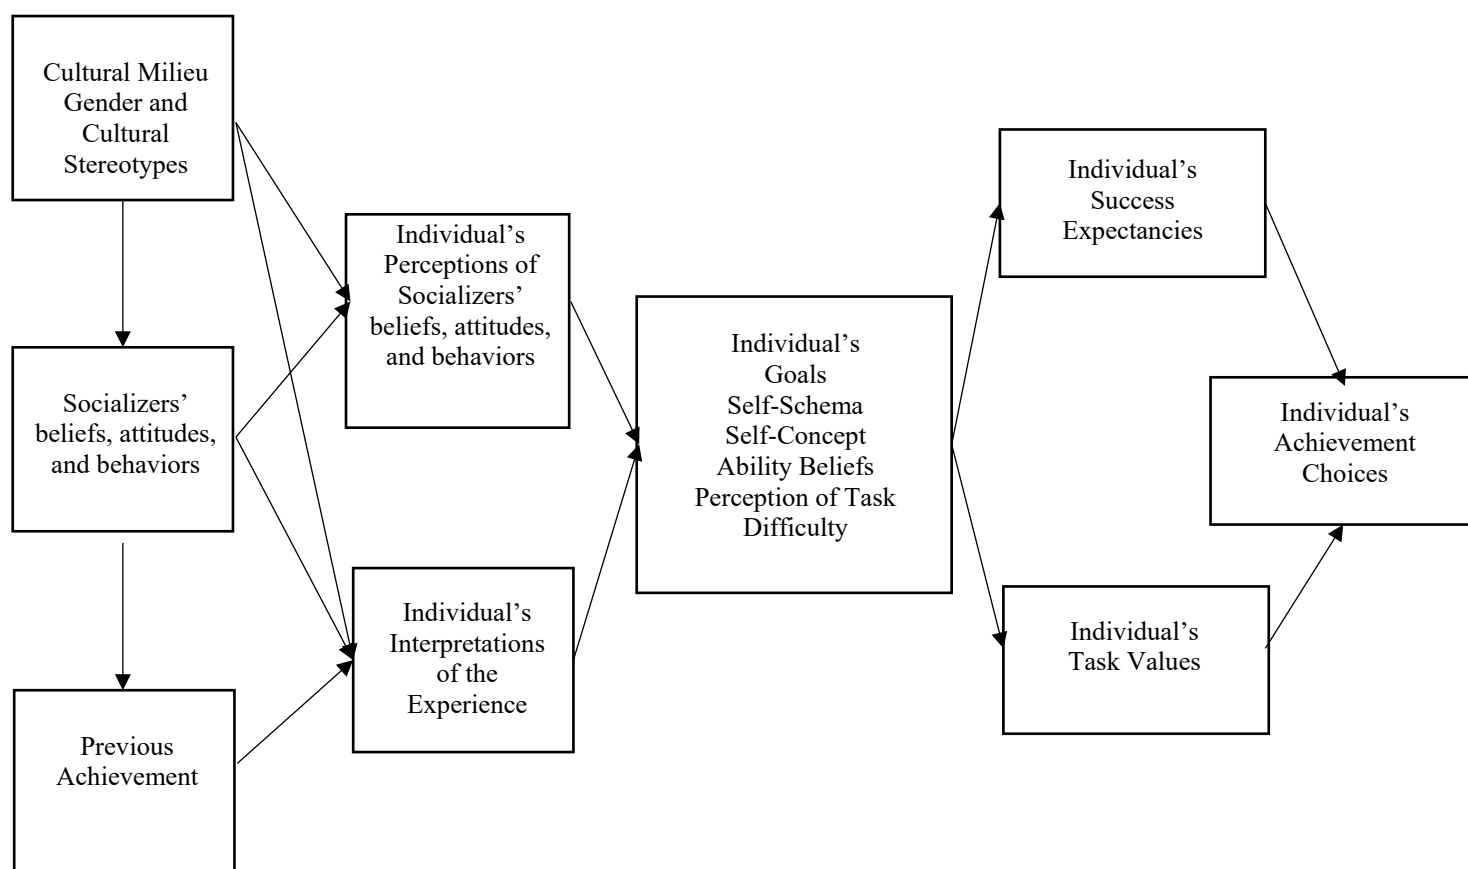 Cultural Milieu
Gender and
Cultural
Stereotypes
Socializers’
beliefs, attitudes,
and behaviors
Previous
Achievement
Individual’s
Perceptions of
Socializers’
beliefs, attitudes,
and behaviors
Individual’s
Interpretations
of the
Experience
Individual’s
Goals
Self-Schema
Self-Concept
Ability Beliefs
Perception of Task
Difficulty
Individual’s
Success
Expectancies
Individual’s
Task Values
Individual’s
Achievement
Choices